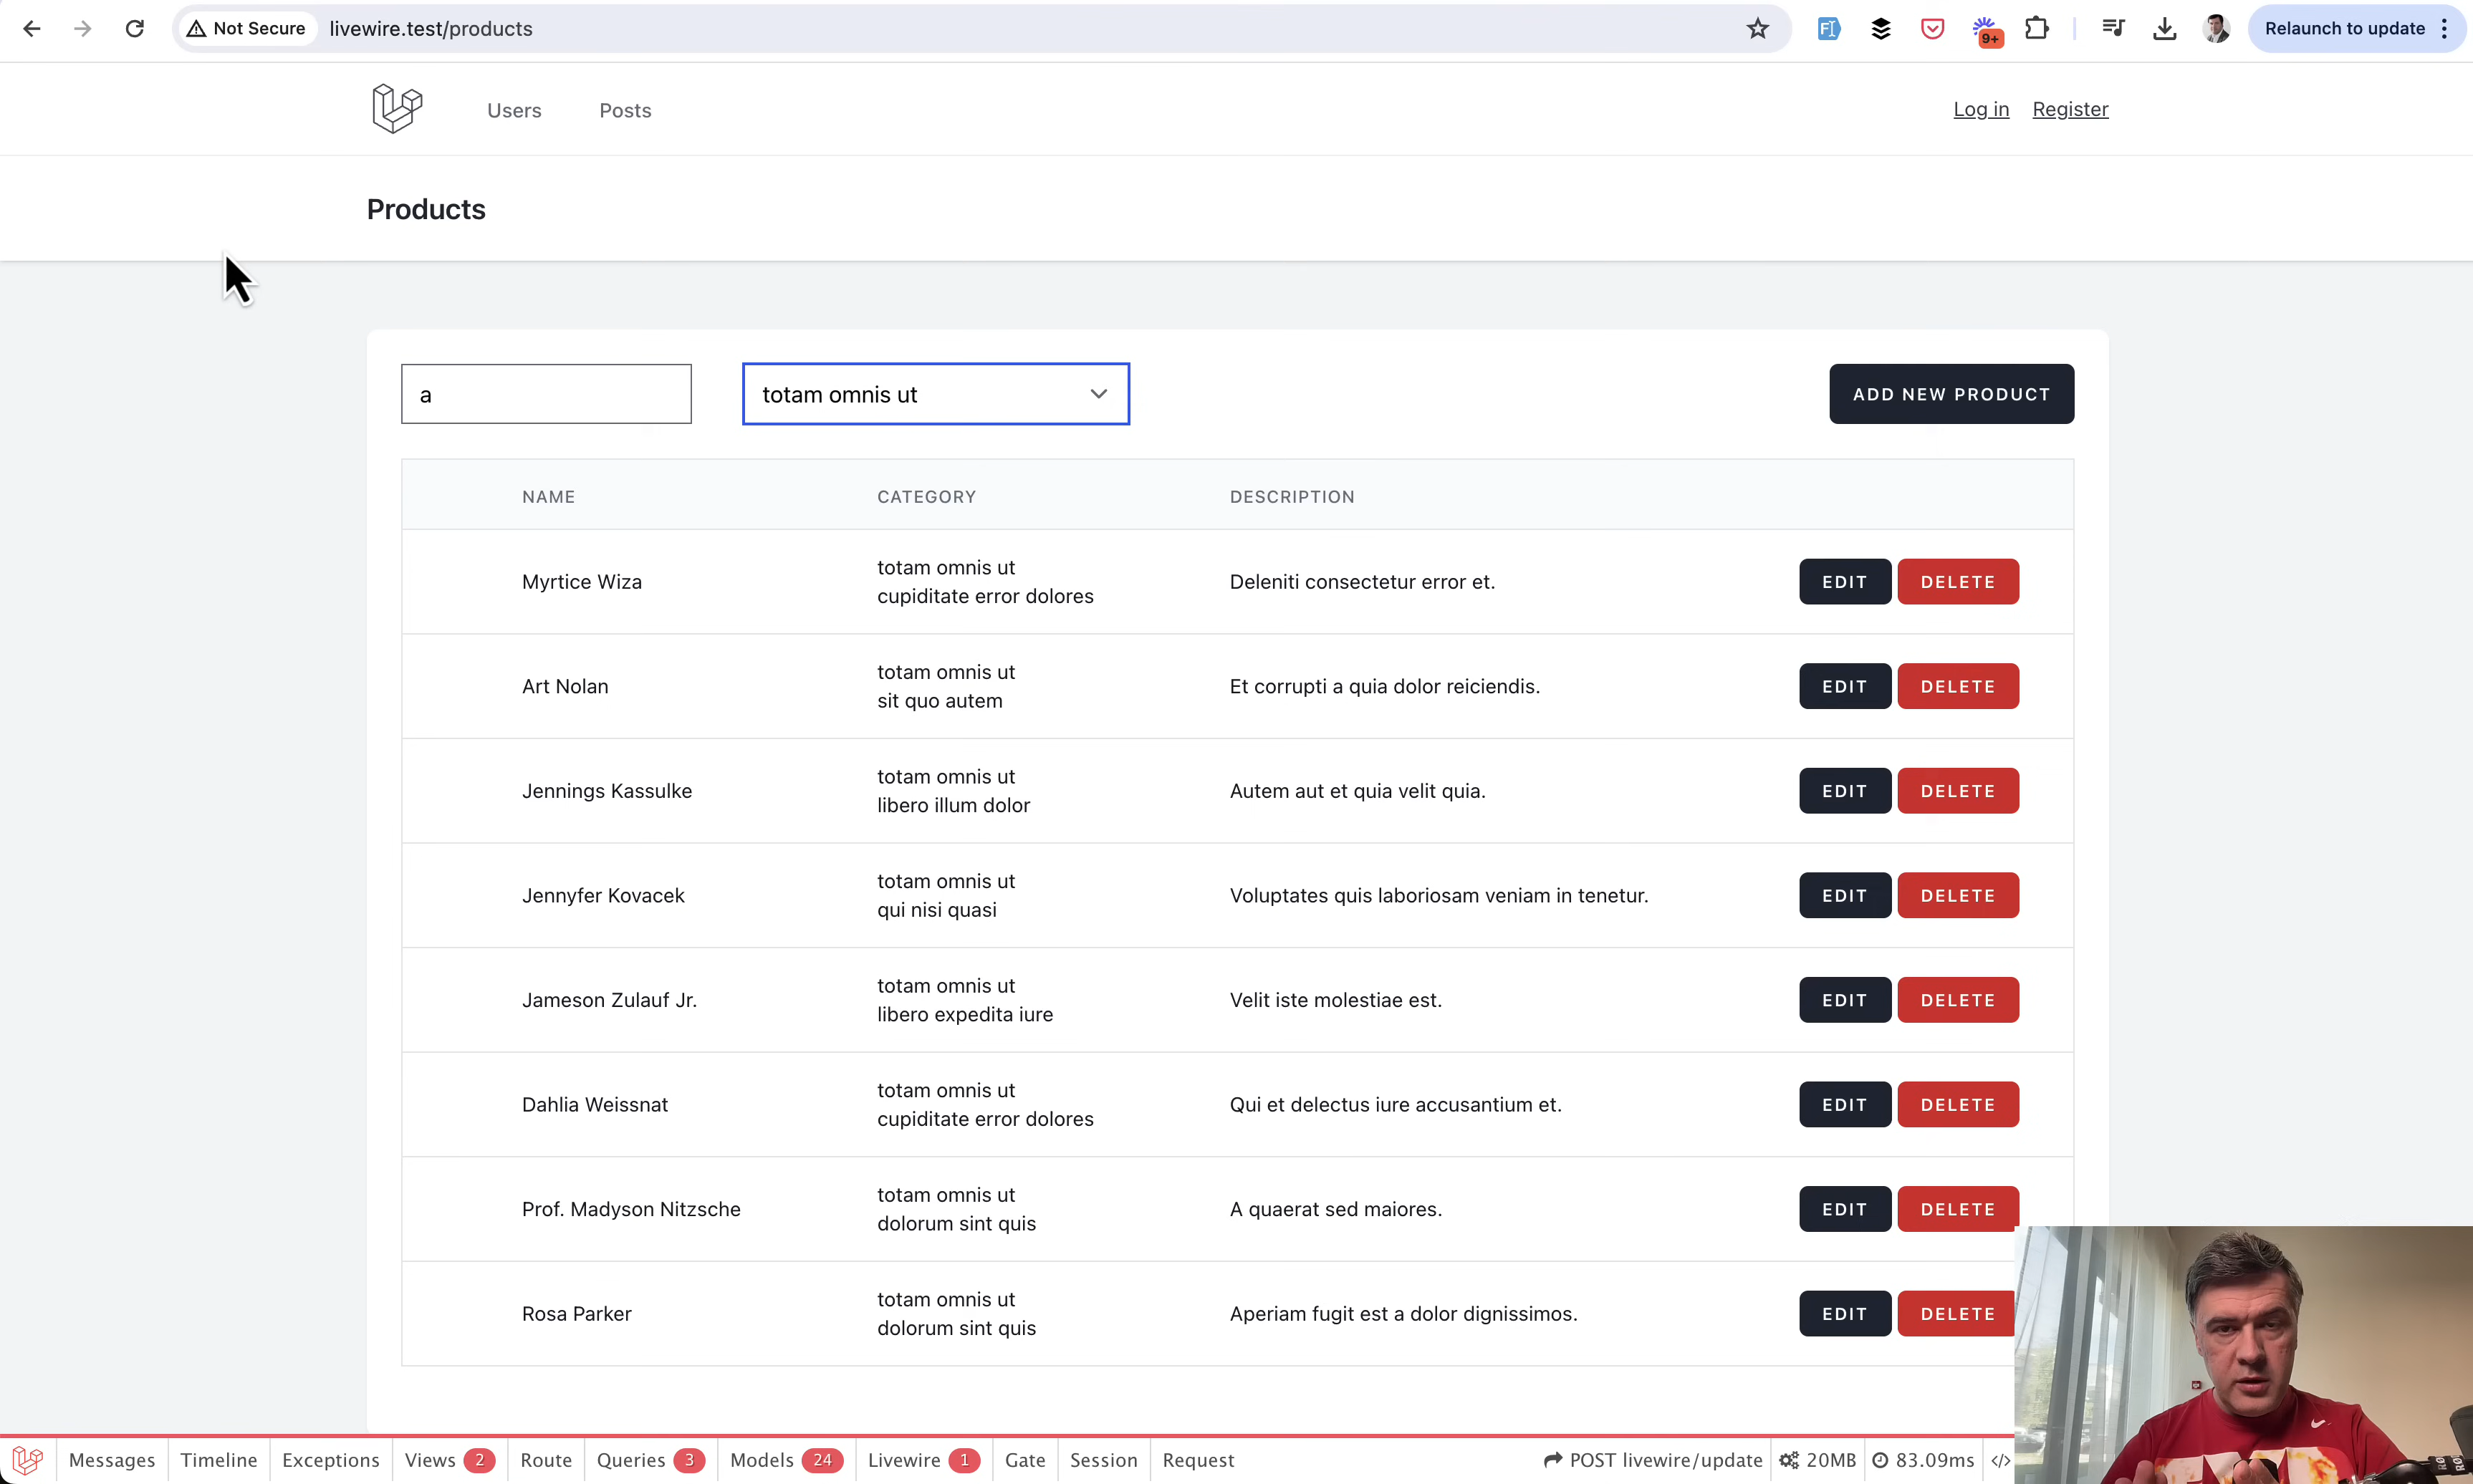 Not Secure livewire.test/products 9+ Relaunch to update
Users Posts Log in Register
Products
a totam omnis ut ADD NEW PRODUCT
NAME CATEGORY DESCRIPTION
Myrtice Wiza totam omnis ut Deleniti consectetur error et. EDIT DELETE
cupiditate error dolores
Art Nolan totam omnis ut Et corrupti a quia dolor reiciendis. EDIT DELETE
sit quo autem
Jennings Kassulke totam omnis ut Autem aut et quia velit quia. EDIT DELETE
libero illum dolor
Jennyfer Kovacek totam omnis ut Voluptates quis laboriosam veniam in tenetur. EDIT DELETE
qui nisi quasi
Jameson Zulauf Jr. totam omnis ut Velit iste molestiae est. EDIT DELETE
libero expedita iure
Dahlia Weissnat totam omnis ut Qui et delectus iure accusantium et. EDIT DELETE
cupiditate error dolores
Prof. Madyson Nitzsche totam omnis ut A quaerat sed maiores. EDIT DELETE
dolorum sint quis
Rosa Parker totam omnis ut Aperiam fugit est a dolor dignissimos. EDIT DELETE
dolorum sint quis
Messages Timeline Exceptions Views 2 Route Queries 3 Models 24 Livewire 1 Gate Session Request POST livewire/update 20MB 83.09ms